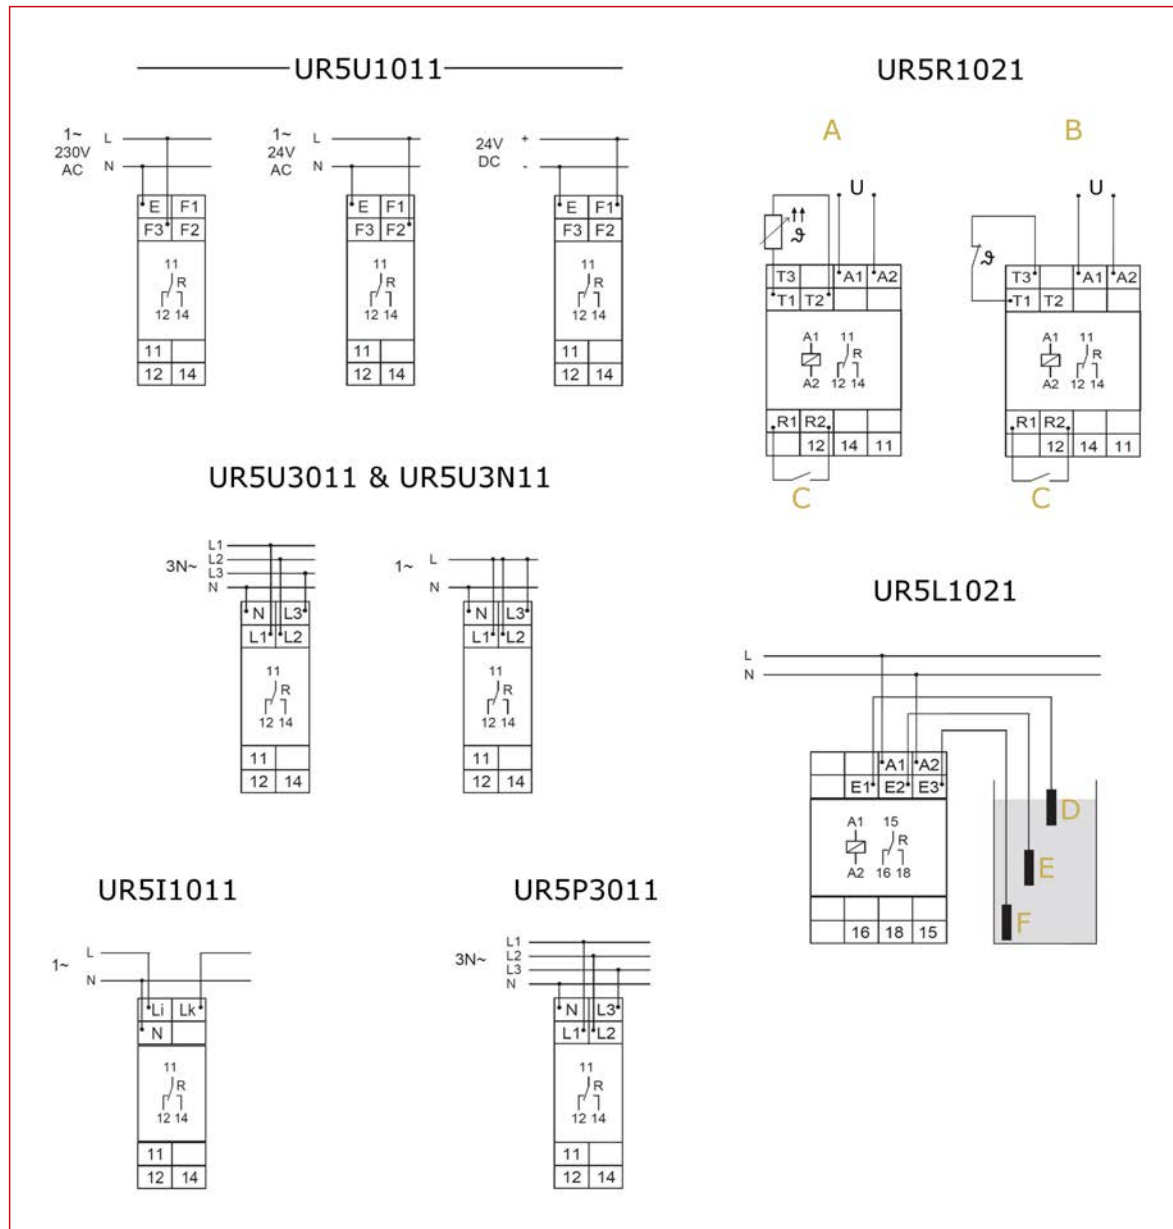 UR5U1011
1~
230V
AC
L
N
E F1
F3 F2
11
R
12 14
11
12 14
1~
24V
AC
L
N
E F1
F3 F2
11
R
12 14
11
12 14
24V
DC
+
-
E F1
F3 F2
11
R
12 14
11
12 14
UR5R1021
A
U
ϑ
T3 A1 A2
T1 T2
A1 11
R
A2 12 14
R1 R2
12 14 11
C
B
U
ϑ
T3 A1 A2
T1 T2
A1 11
R
A2 12 14
R1 R2
12 14 11
C
UR5U3011 & UR5U3N11
3N~
L1
L2
L3
N
N L3
L1 L2
11
R
12 14
11
12 14
1~
L
N
N L3
L1 L2
11
R
12 14
11
12 14
UR5L1021
L
N
A1 A2
E1 E2 E3
A1 15
R
A2 16 18
16 18 15
D
E
F
UR5I1011
1~
L
N
Li Lk
N
11
R
12 14
11
12 14
UR5P3011
3N~
L1
L2
L3
N
N L3
L1 L2
11
R
12 14
11
12 14